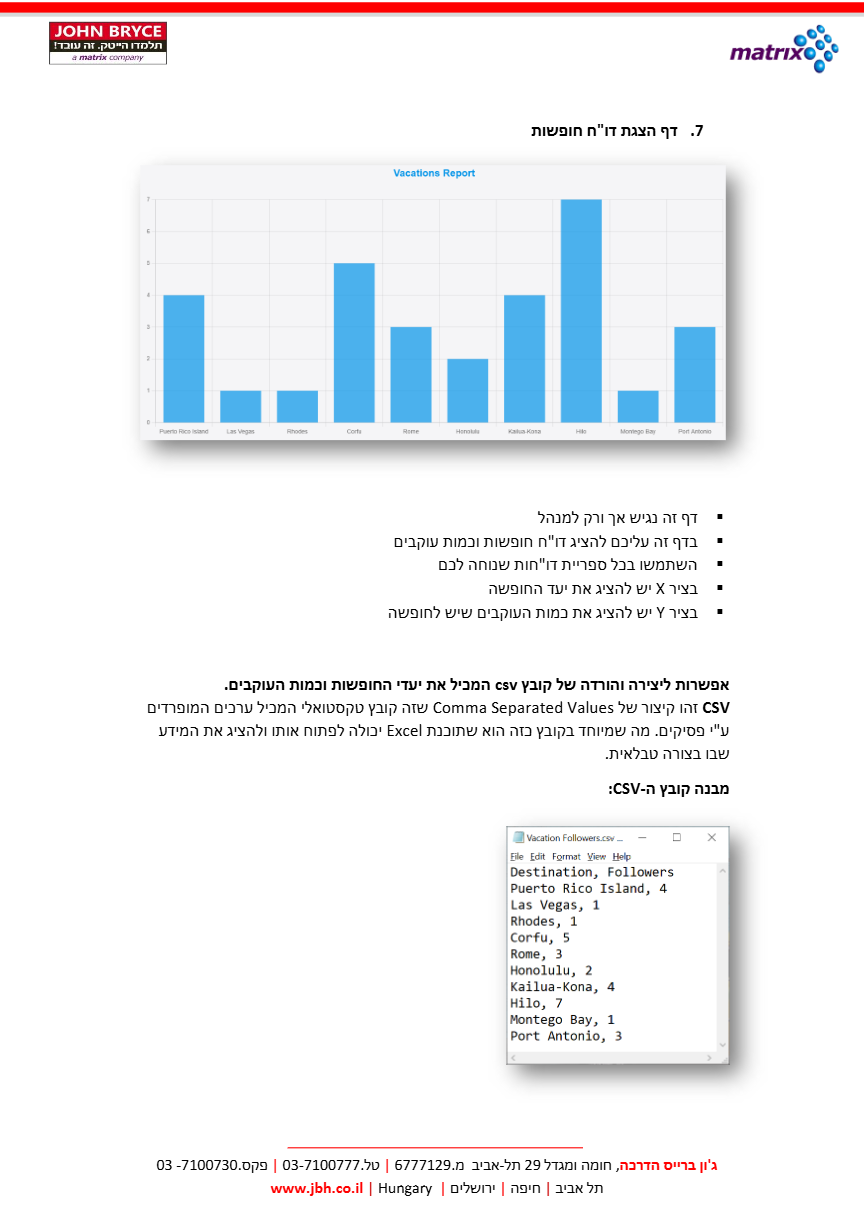 JOHN BRYCE
תלמדו הייטק. זה עובד!
a matrix company
matrix
7. דף הצגת דו"ח חופשות
Vacations Report
7
6
5
4
3
2
1
0
Puerto Rico Island Las Vegas Rhodes Corfu Rome Honolulu Kailua-Kona Hilo Montego Bay Port Antonio
▪ דף זה נגיש אך ורק למנהל
▪ בדף זה עליכם להציג דו"ח חופשות וכמות עוקבים
▪ השתמשו בכל ספריית דו"חות שנוחה לכם
▪ בציר X יש להציג את יעד החופשה
▪ בציר Y יש להציג את כמות העוקבים שיש לחופשה
אפשרות ליצירה והורדה של קובץ csv המכיל את יעדי החופשות וכמות העוקבים.
CSV זהו קיצור של Comma Separated Values שזה קובץ טקסטואלי המכיל ערכים המופרדים
ע"י פסיקים. מה שמיוחד בקובץ כזה הוא שתוכנת Excel יכולה לפתוח אותו ולהציג את המידע
שבו בצורה טבלאית.
מבנה קובץ ה-CSV:
Vacation Followers.csv ...
File Edit Format View Help
Destination, Followers
Puerto Rico Island, 4
Las Vegas, 1
Rhodes, 1
Corfu, 5
Rome, 3
Honolulu, 2
Kailua-Kona, 4
Hilo, 7
Montego Bay, 1
Port Antonio, 3
ג'ון ברייס הדרכה, חומה ומגדל 29 תל-אביב מ.6777129 | טל.03-7100777 | פקס.7100730- 03
תל אביב | חיפה | ירושלים | Hungary | www.jbh.co.il